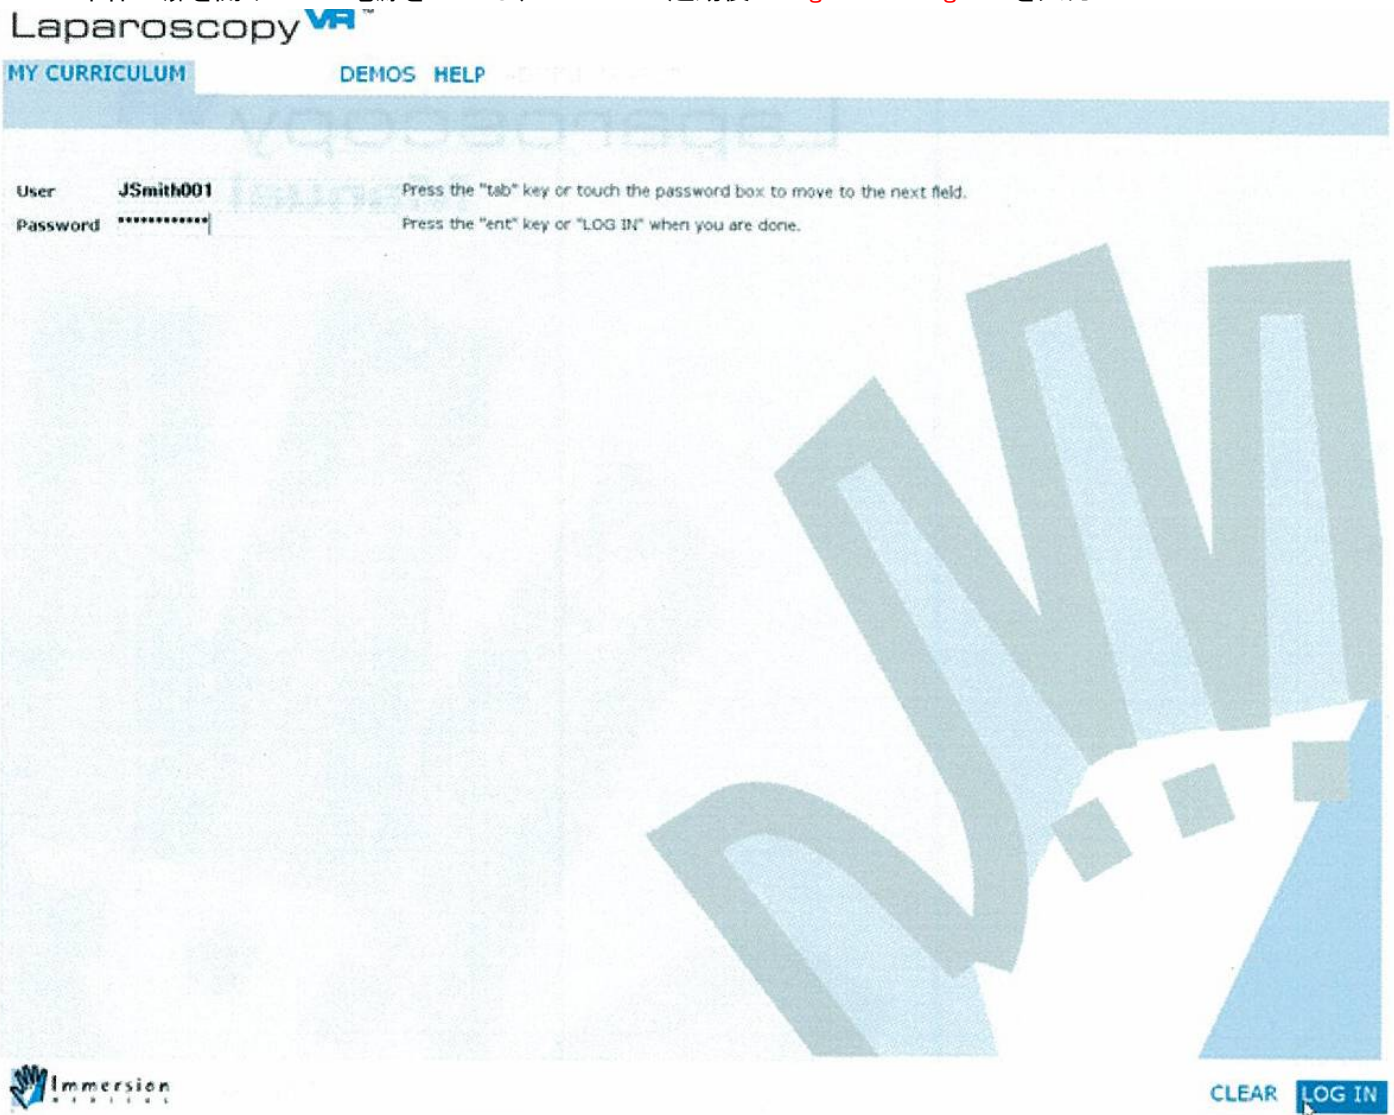 Laparoscopy VR™
MY CURRICULUM DEMOS HELP
User JSmith001 Press the "tab" key or touch the password box to move to the next field.
Password ************ Press the "ent" key or "LOG IN" when you are done.
Immersion
MEDICAL
CLEAR LOG IN